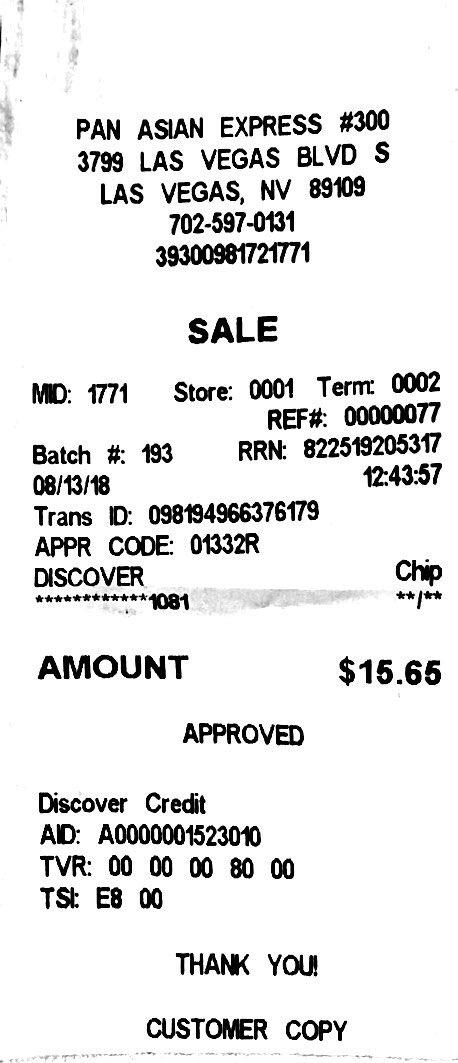 PAN ASIAN EXPRESS #300
3799 LAS VEGAS BLVD S
LAS VEGAS, NV 89109
702-597-0131
39300981721771
SALE
MID: 1771 Store: 0001 Term: 0002
REF#: 00000077
Batch #: 193 RRN: 822519205317
08/13/18 12:43:57
Trans ID: 098194966376179
APPR CODE: 01332R
DISCOVER Chip
************1081 **/**
AMOUNT $15.65
APPROVED
Discover Credit
AID: A0000001523010
TVR: 00 00 00 80 00
TSI: E8 00
THANK YOU!
CUSTOMER COPY